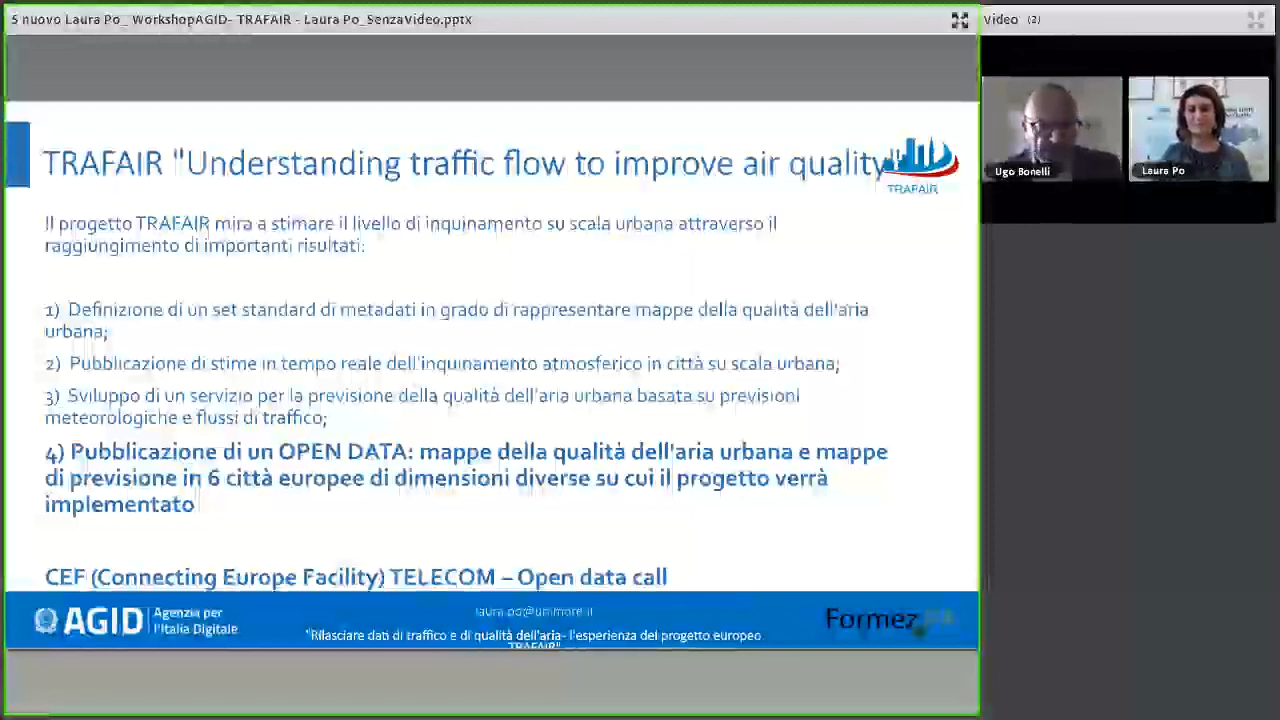 5 nuovo Laura Po_ WorkshopAGID- TRAFAIR - Laura Po_SenzaVideo.pptx
Video (2)
Ugo Bonelli
Laura Po
TRAFAIR "Understanding traffic flow to improve air quality"
TRAFAIR
Il progetto TRAFAIR mira a stimare il livello di inquinamento su scala urbana attraverso il
raggiungimento di importanti risultati:
1) Definizione di un set standard di metadati in grado di rappresentare mappe della qualità dell'aria
urbana;
2) Pubblicazione di stime in tempo reale dell'inquinamento atmosferico in città su scala urbana;
3) Sviluppo di un servizio per la previsione della qualità dell'aria urbana basata su previsioni
meteorologiche e flussi di traffico;
4) Pubblicazione di un OPEN DATA: mappe della qualità dell'aria urbana e mappe
di previsione in 6 città europee di dimensioni diverse su cui il progetto verrà
implementato
CEF (Connecting Europe Facility) TELECOM – Open data call
AGID Agenzia per
l'Italia Digitale
laura.po@unimore.it
"Rilasciare dati di traffico e di qualità dell'aria- l'esperienza del progetto europeo
TRAFAIR"
Formez